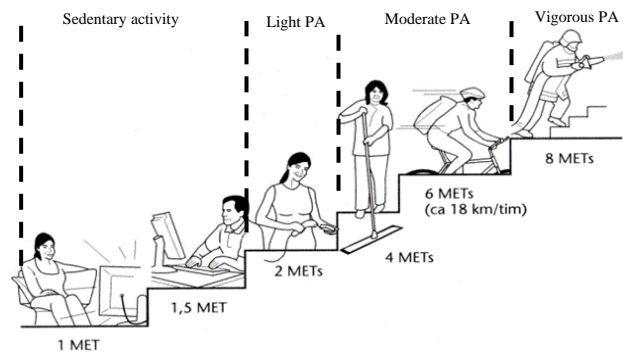 Sedentary activity
Light PA
Moderate PA
Vigorous PA
8 METs
6 METs
(ca 18 km/tim)
4 METs
2 METs
1,5 MET
1 MET